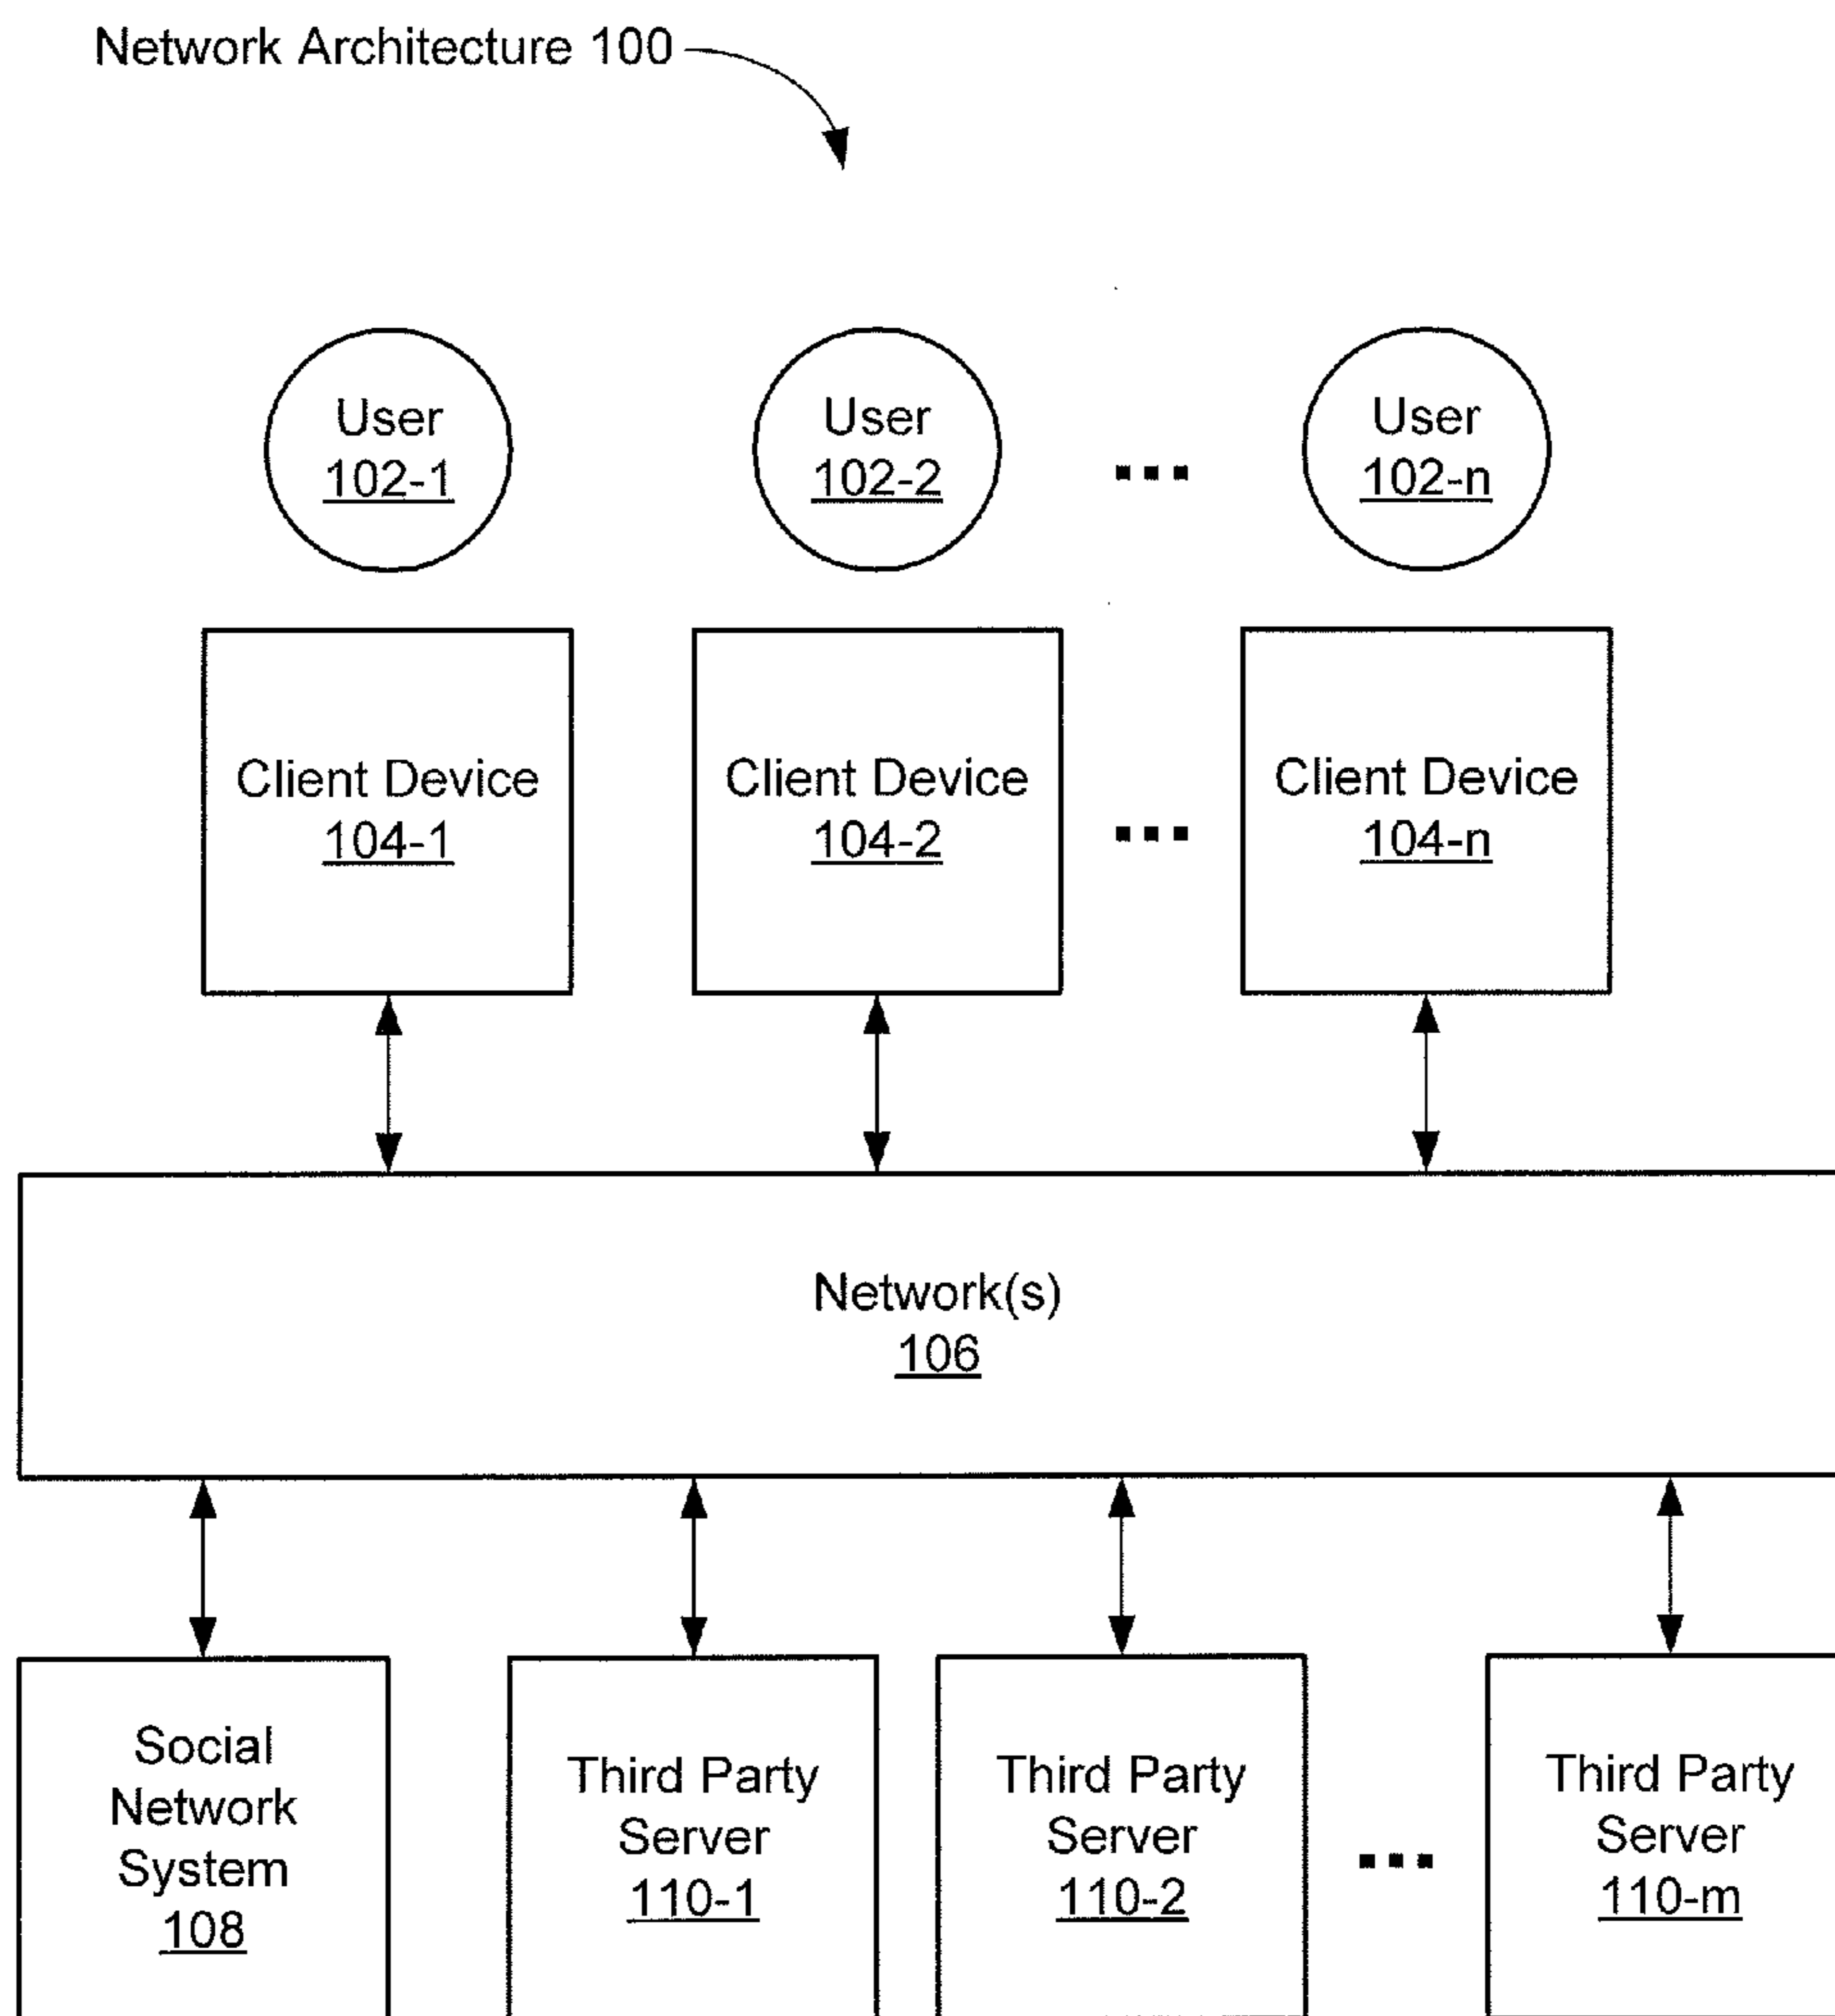 Network Architecture 100
User
102-1
User
102-2
...
User
102-n
Client Device
104-1
Client Device
104-2
...
Client Device
104-n
Network(s)
106
Social
Network
System
108
Third Party
Server
110-1
Third Party
Server
110-2
...
Third Party
Server
110-m